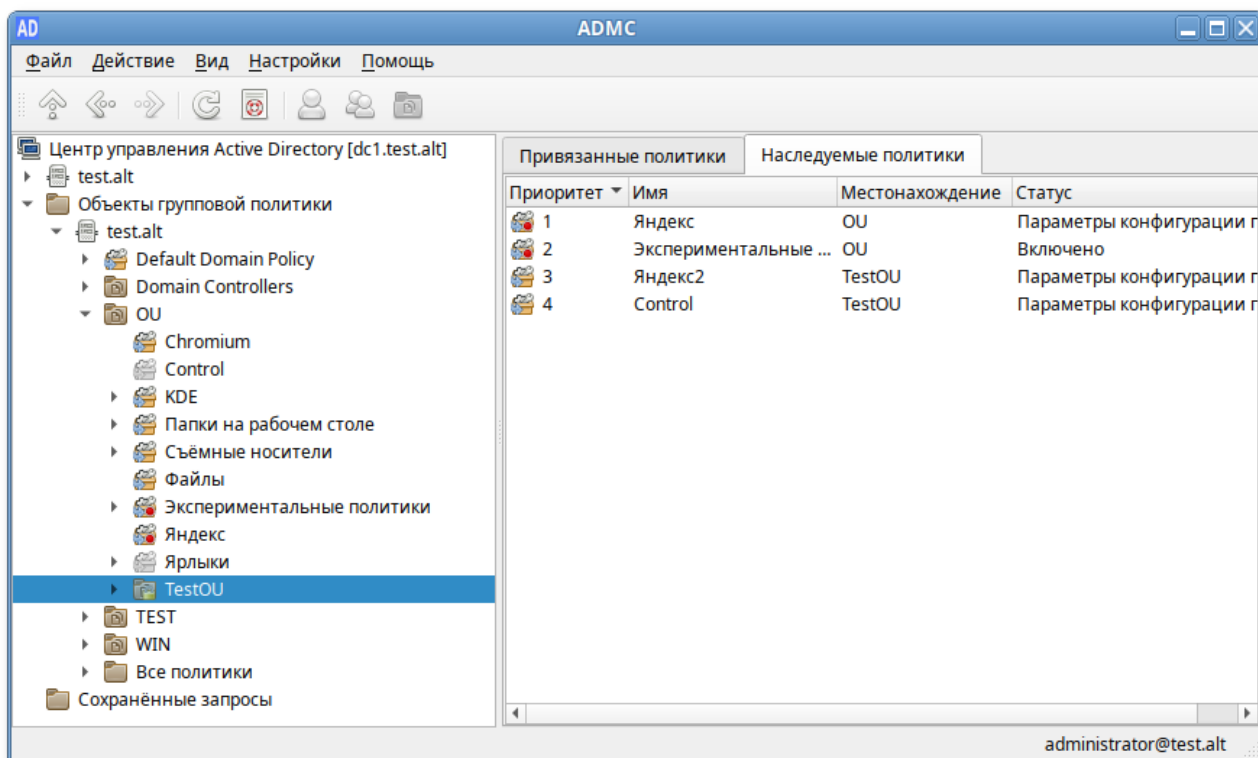 AD ADMC
Файл Действие Вид Настройки Помощь
Центр управления Active Directory [dc1.test.alt]
test.alt
Объекты групповой политики
test.alt
Default Domain Policy
Domain Controllers
OU
Chromium
Control
KDE
Папки на рабочем столе
Съёмные носители
Файлы
Экспериментальные политики
Яндекс
Ярлыки
TestOU
TEST
WIN
Все политики
Сохранённые запросы
Привязанные политики Наследуемые политики
Приоритет Имя Местонахождение Статус
1 Яндекс OU Параметры конфигурации г
2 Экспериментальные ... OU Включено
3 Яндекс2 TestOU Параметры конфигурации г
4 Control TestOU Параметры конфигурации г
administrator@test.alt